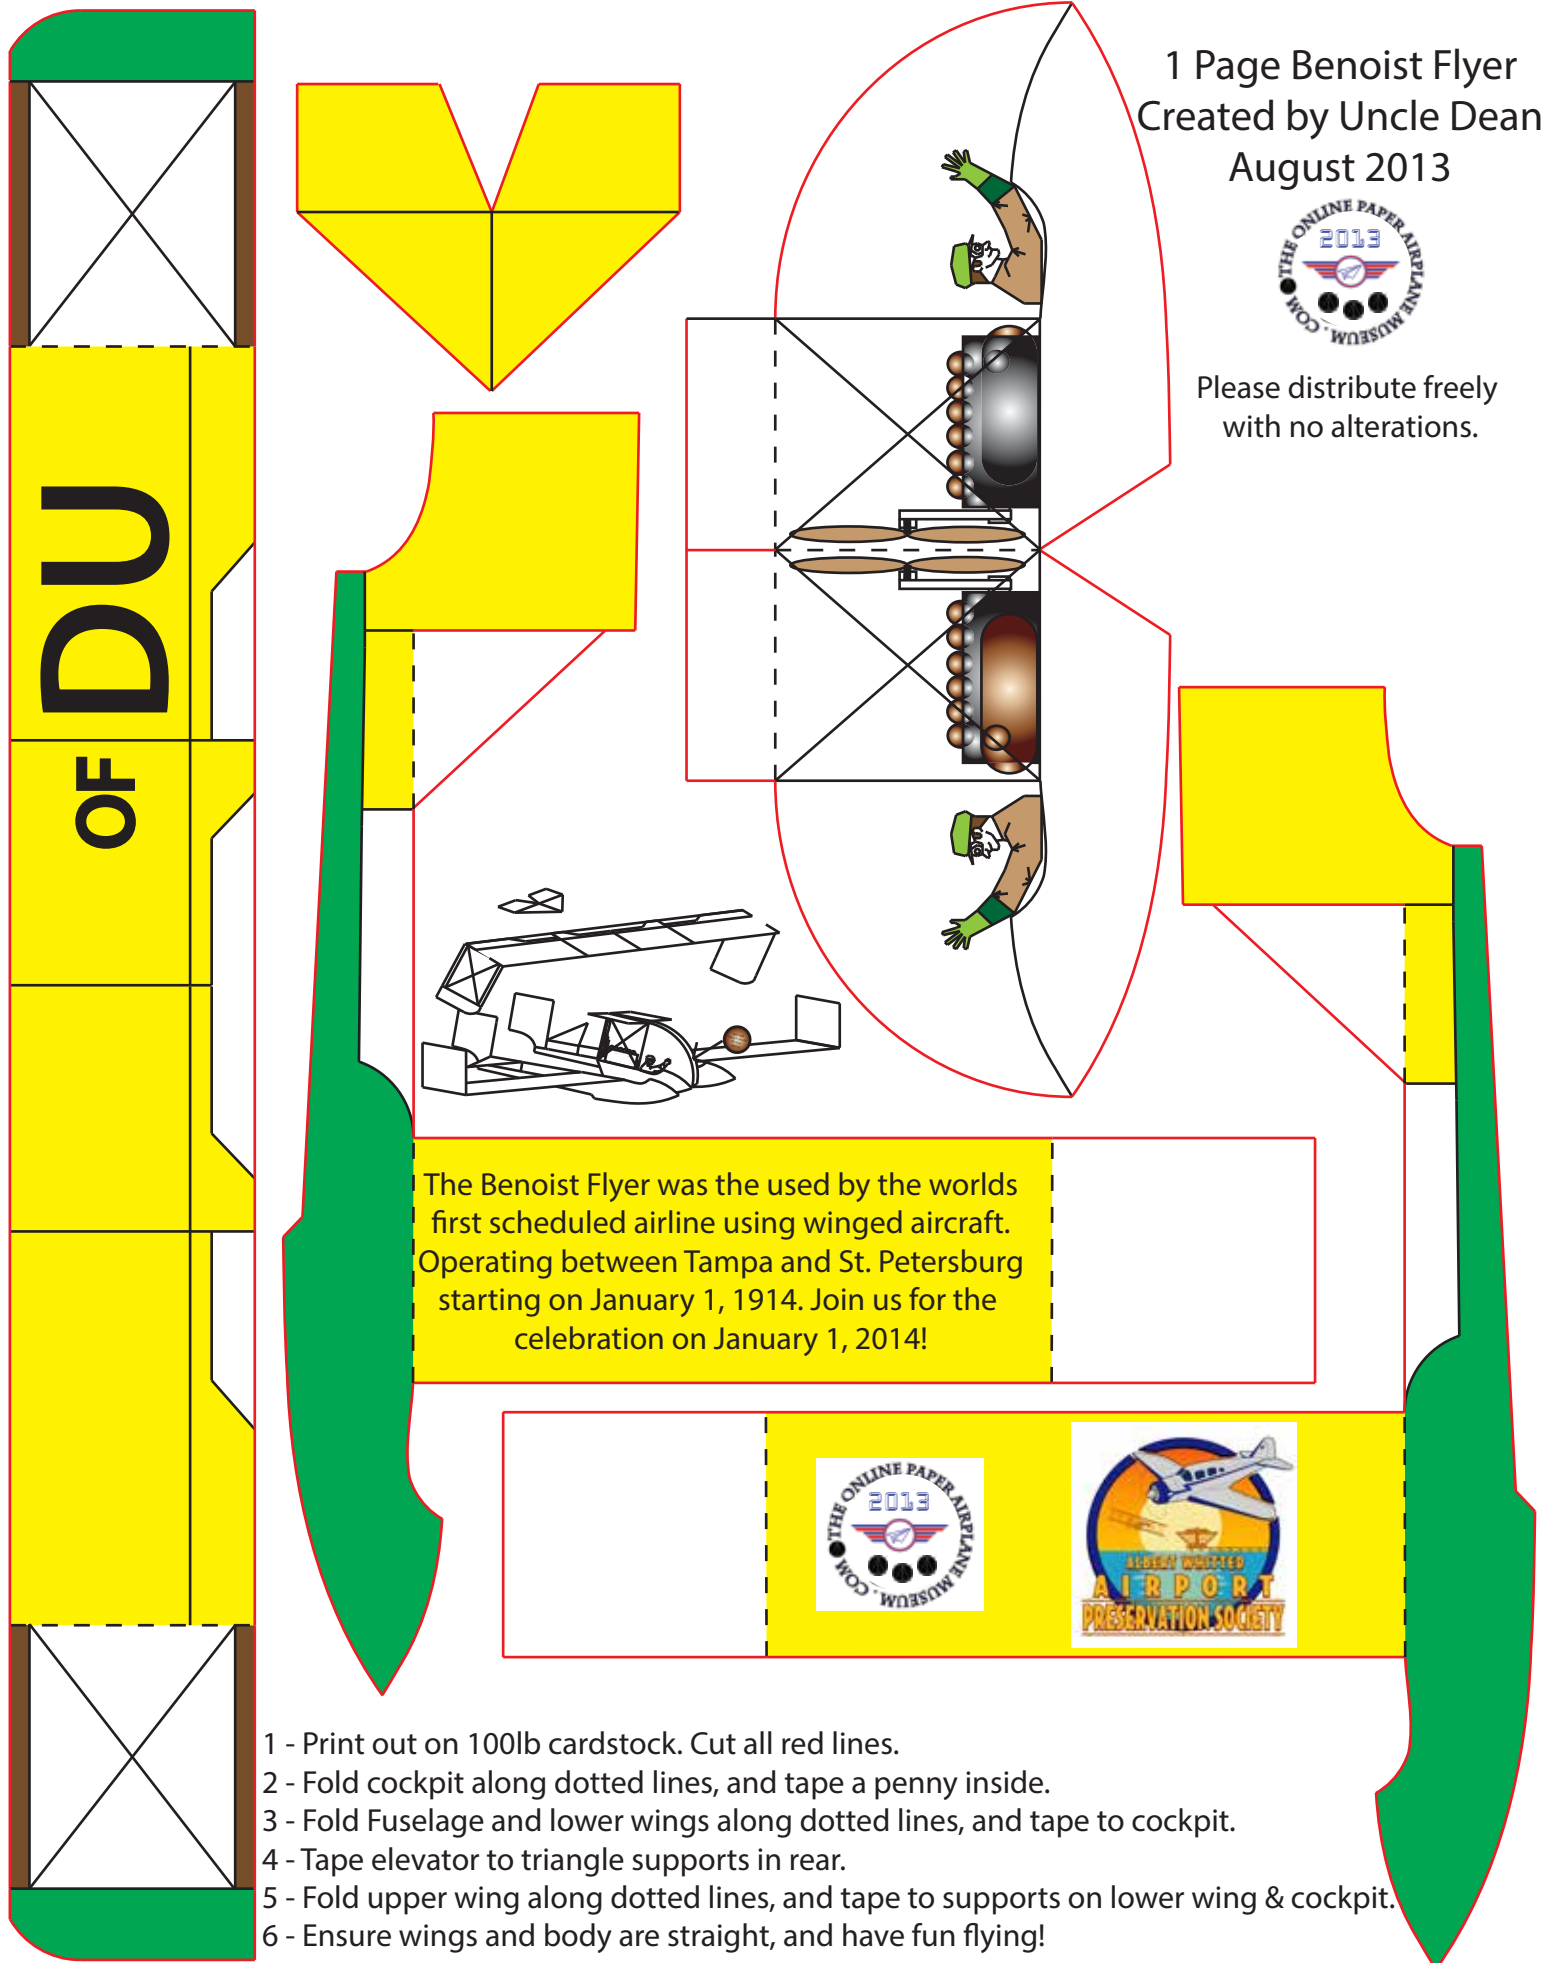 1 Page Benoist Flyer
Created by Uncle Dean
August 2013
THE ONLINE PAPER AIRPLANE MUSEUM . COM
2013
Please distribute freely
with no alterations.
DU
OF
The Benoist Flyer was the used by the worlds
first scheduled airline using winged aircraft.
Operating between Tampa and St. Petersburg
starting on January 1, 1914. Join us for the
celebration on January 1, 2014!
THE ONLINE PAPER AIRPLANE MUSEUM . COM
2013
ALBERT WHITTED
AIRPORT
PRESERVATION SOCIETY
1 - Print out on 100lb cardstock. Cut all red lines.
2 - Fold cockpit along dotted lines, and tape a penny inside.
3 - Fold Fuselage and lower wings along dotted lines, and tape to cockpit.
4 - Tape elevator to triangle supports in rear.
5 - Fold upper wing along dotted lines, and tape to supports on lower wing & cockpit.
6 - Ensure wings and body are straight, and have fun flying!